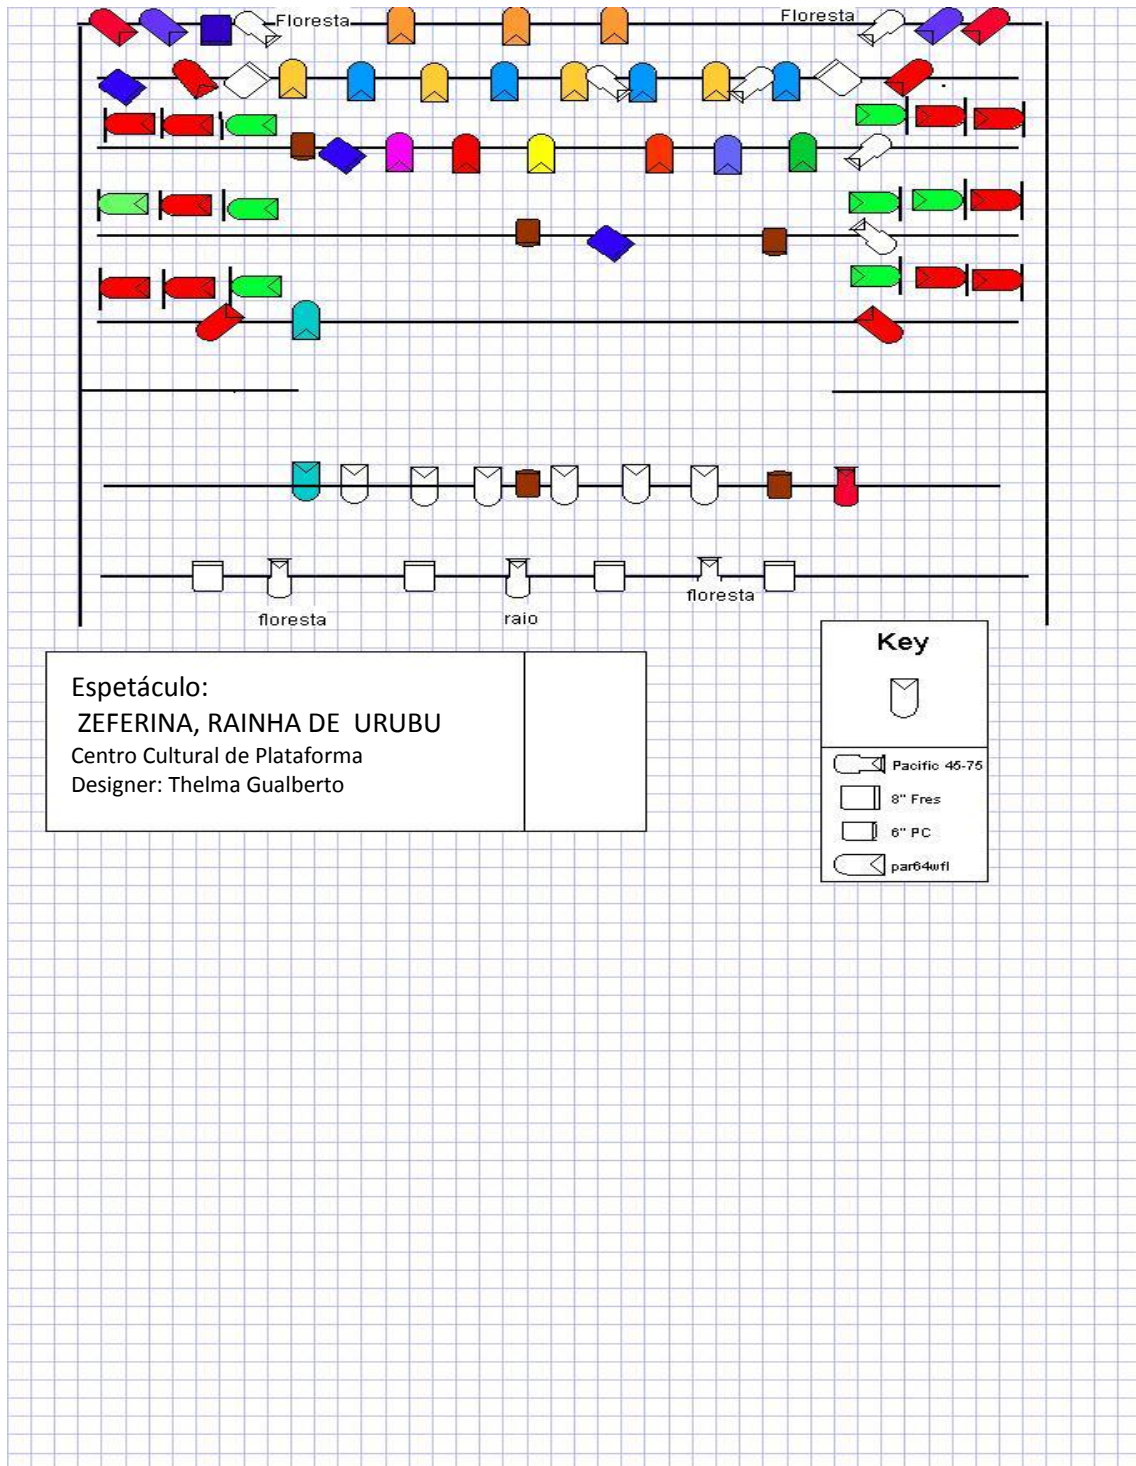 Floresta
Floresta
floresta
raio
floresta
Key
Espetáculo:
ZEFERINA, RAINHA DE URUBU
Centro Cultural de Plataforma
Designer: Thelma Gualberto
Pacific 45-75
8" Fres
6" PC
par64wfl